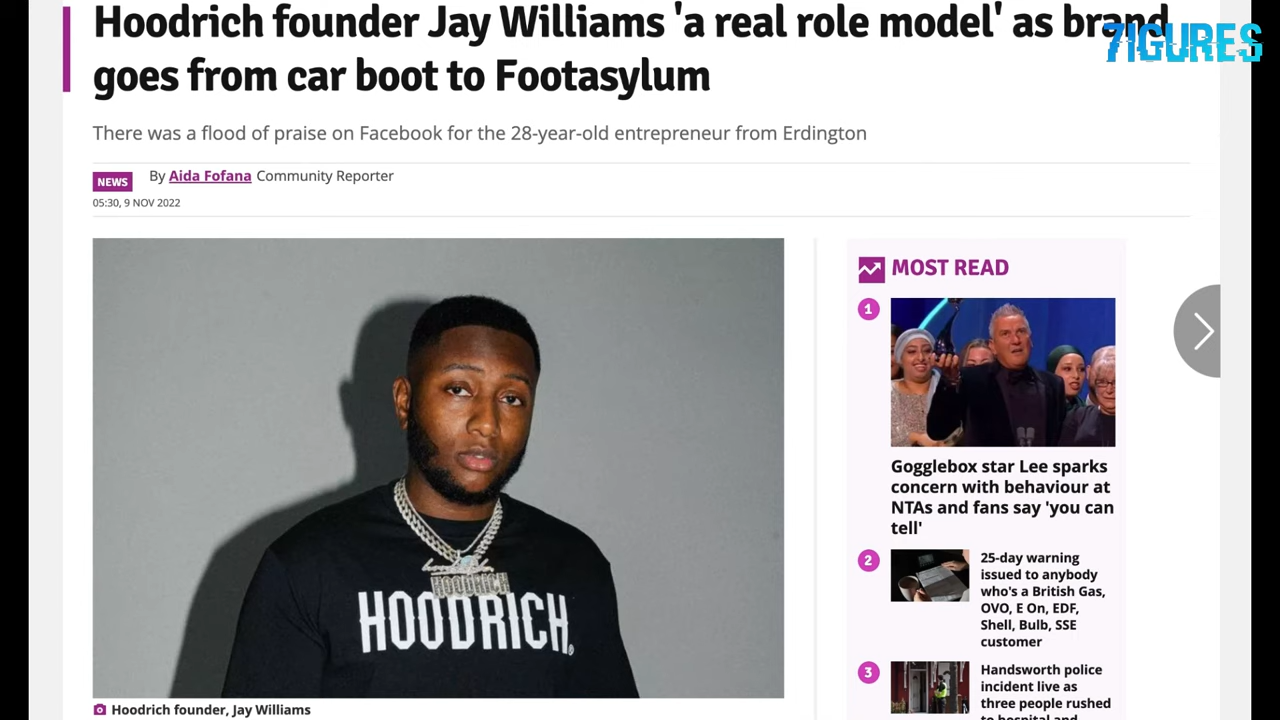 Hoodrich founder Jay Williams 'a real role model' as brand
goes from car boot to Footasylum
7IGURES
There was a flood of praise on Facebook for the 28-year-old entrepreneur from Erdington
NEWS
By Aida Fofana Community Reporter
05:30, 9 NOV 2022
HOODRICH
HOODRICH
Hoodrich founder, Jay Williams
MOST READ
1
Gogglebox star Lee sparks
concern with behaviour at
NTAs and fans say 'you can
tell'
2
25-day warning
issued to anybody
who's a British Gas,
OVO, E On, EDF,
Shell, Bulb, SSE
customer
3
Handsworth police
incident live as
three people rushed
to hospital and